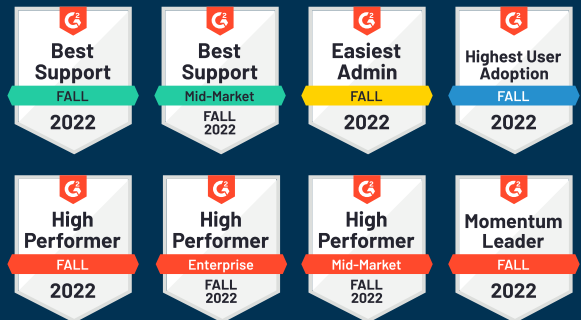 G2
Best
Support
FALL
2022
G2
Best
Support
Mid-Market
FALL
2022
G2
Easiest
Admin
FALL
2022
G2
Highest User
Adoption
FALL
2022
G2
High
Performer
FALL
2022
G2
High
Performer
Enterprise
FALL
2022
G2
High
Performer
Mid-Market
FALL
2022
G2
Momentum
Leader
FALL
2022